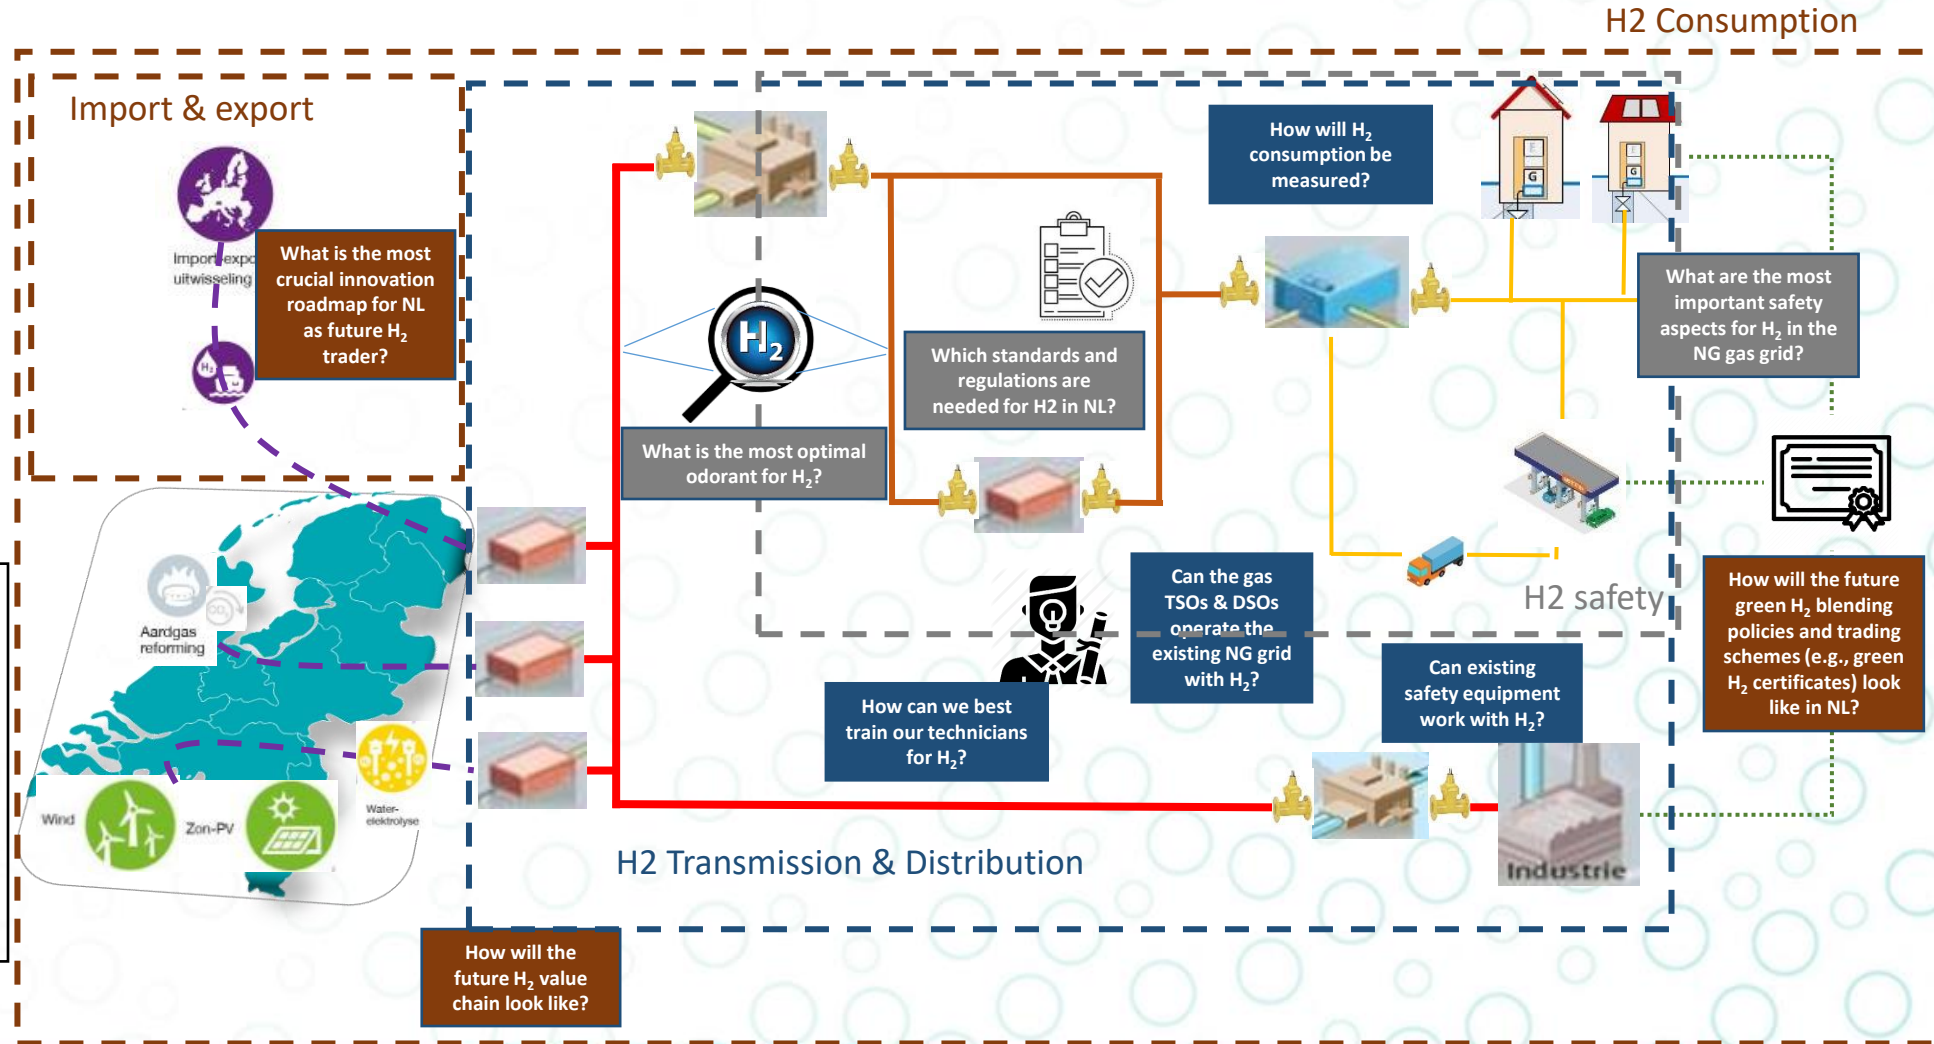 H2 Consumption
Import & export
Import-expo
uitwisseling
What is the most
crucial innovation
roadmap for NL
as future H₂
trader?
H₂
How will H₂
consumption be
measured?
E
G
E
G
What are the most
important safety
aspects for H₂ in the
NG gas grid?
H₂
Which standards and
regulations are
needed for H2 in NL?
What is the most optimal
odorant for H₂?
H2 safety
Can the gas
TSOs & DSOs
operate the
existing NG grid
with H₂?
How can we best
train our technicians
for H₂?
Can existing
safety equipment
work with H₂?
How will the future
green H₂ blending
policies and trading
schemes (e.g., green
H₂ certificates) look
like in NL?
CO₂
Aardgas
reforming
Wind
Zon-PV
Water-
elektrolyse
Industrie
H2 Transmission & Distribution
How will the
future H₂ value
chain look like?